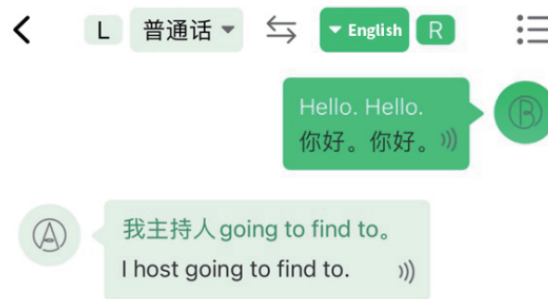 L 普通话 English R
Hello. Hello.
你好。你好。
B
我主持人going to find to。
A
I host going to find to.